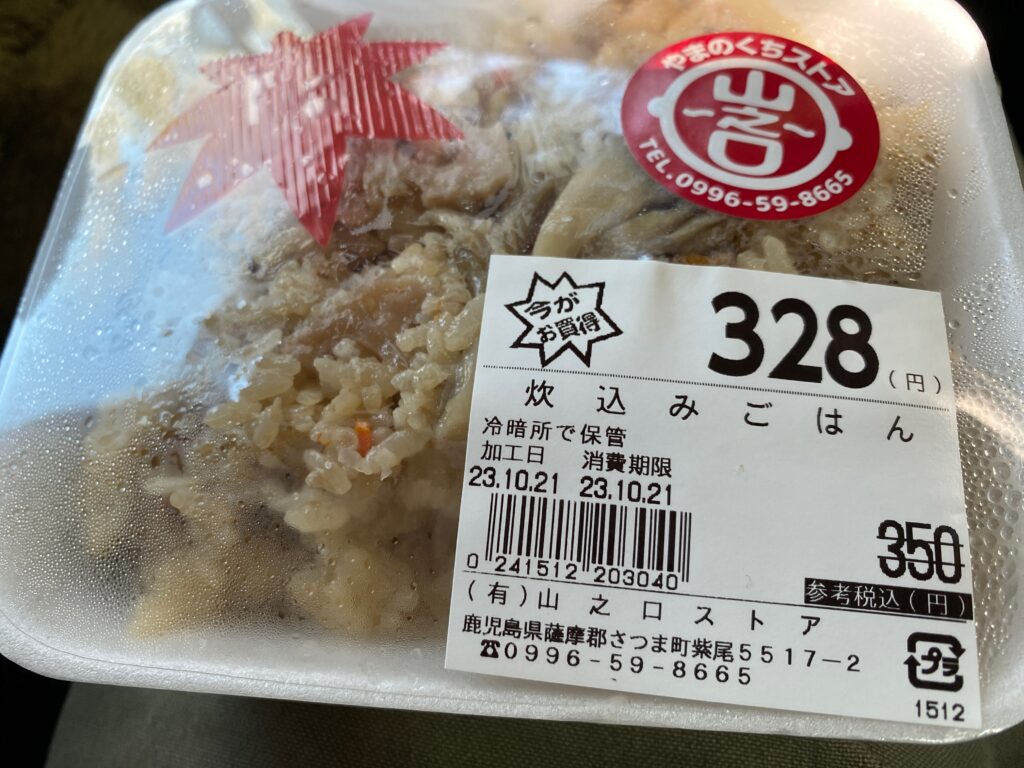 やまのくちストア
山之口
TEL.0996-59-8665
今が
お買得
328(円)
炊込みごはん
冷暗所で保管
加工日 消費期限
23.10.21 23.10.21
0 241512 203040
350
参考税込(円)
(有)山之口ストア
鹿児島県薩摩郡さつま町紫尾5517-2
☎0996-59-8665
プラ
1512